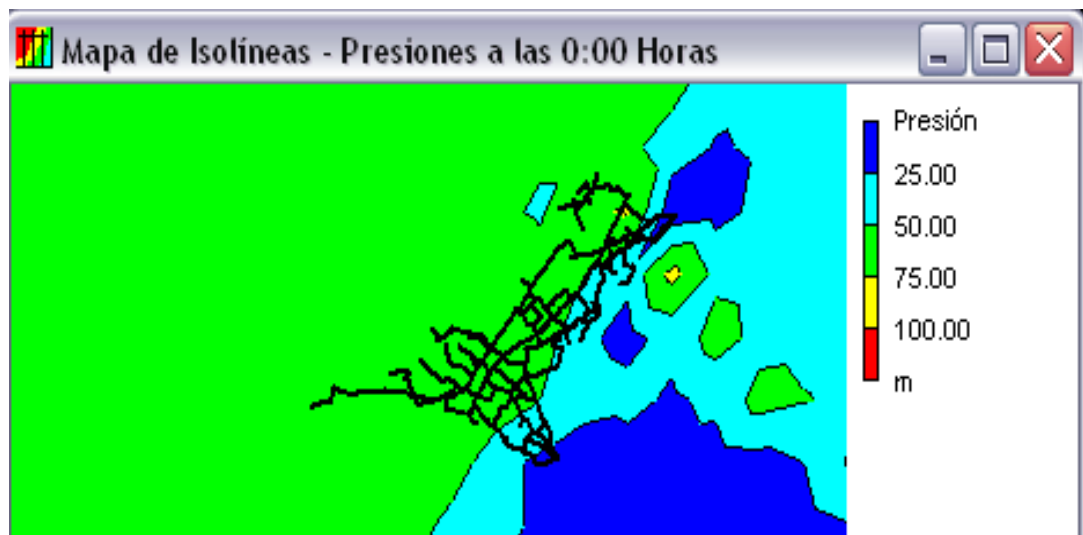 Mapa de Isolíneas - Presiones a las 0:00 Horas
Presión
25.00
50.00
75.00
100.00
m